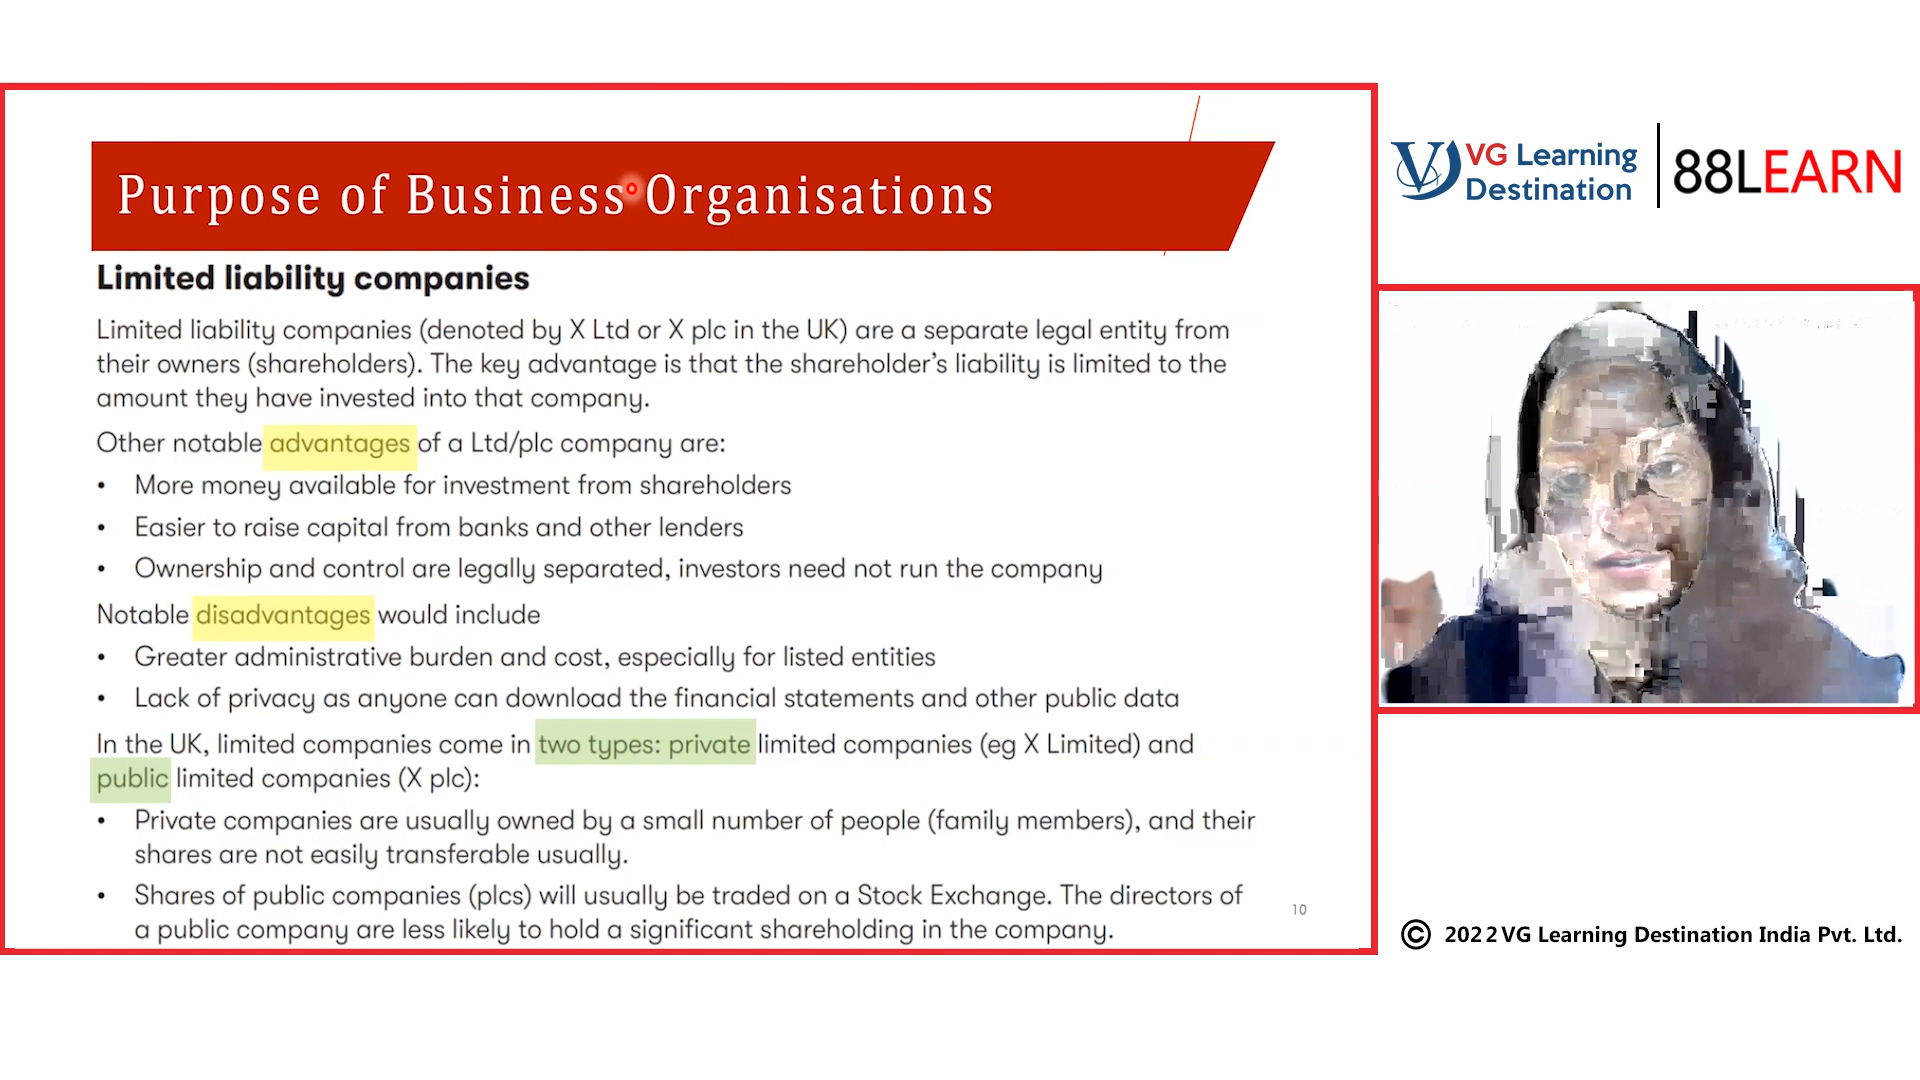 Purpose of Business Organisations
Limited liability companies
Limited liability companies (denoted by X Ltd or X plc in the UK) are a separate legal entity from
their owners (shareholders). The key advantage is that the shareholder's liability is limited to the
amount they have invested into that company.
Other notable advantages of a Ltd/plc company are:
• More money available for investment from shareholders
• Easier to raise capital from banks and other lenders
• Ownership and control are legally separated, investors need not run the company
Notable disadvantages would include
• Greater administrative burden and cost, especially for listed entities
• Lack of privacy as anyone can download the financial statements and other public data
In the UK, limited companies come in two types: private limited companies (eg X Limited) and
public limited companies (X plc):
• Private companies are usually owned by a small number of people (family members), and their
shares are not easily transferable usually.
• Shares of public companies (plcs) will usually be traded on a Stock Exchange. The directors of
a public company are less likely to hold a significant shareholding in the company.
10
VG Learning
Destination
88LEARN
© 2022 VG Learning Destination India Pvt. Ltd.